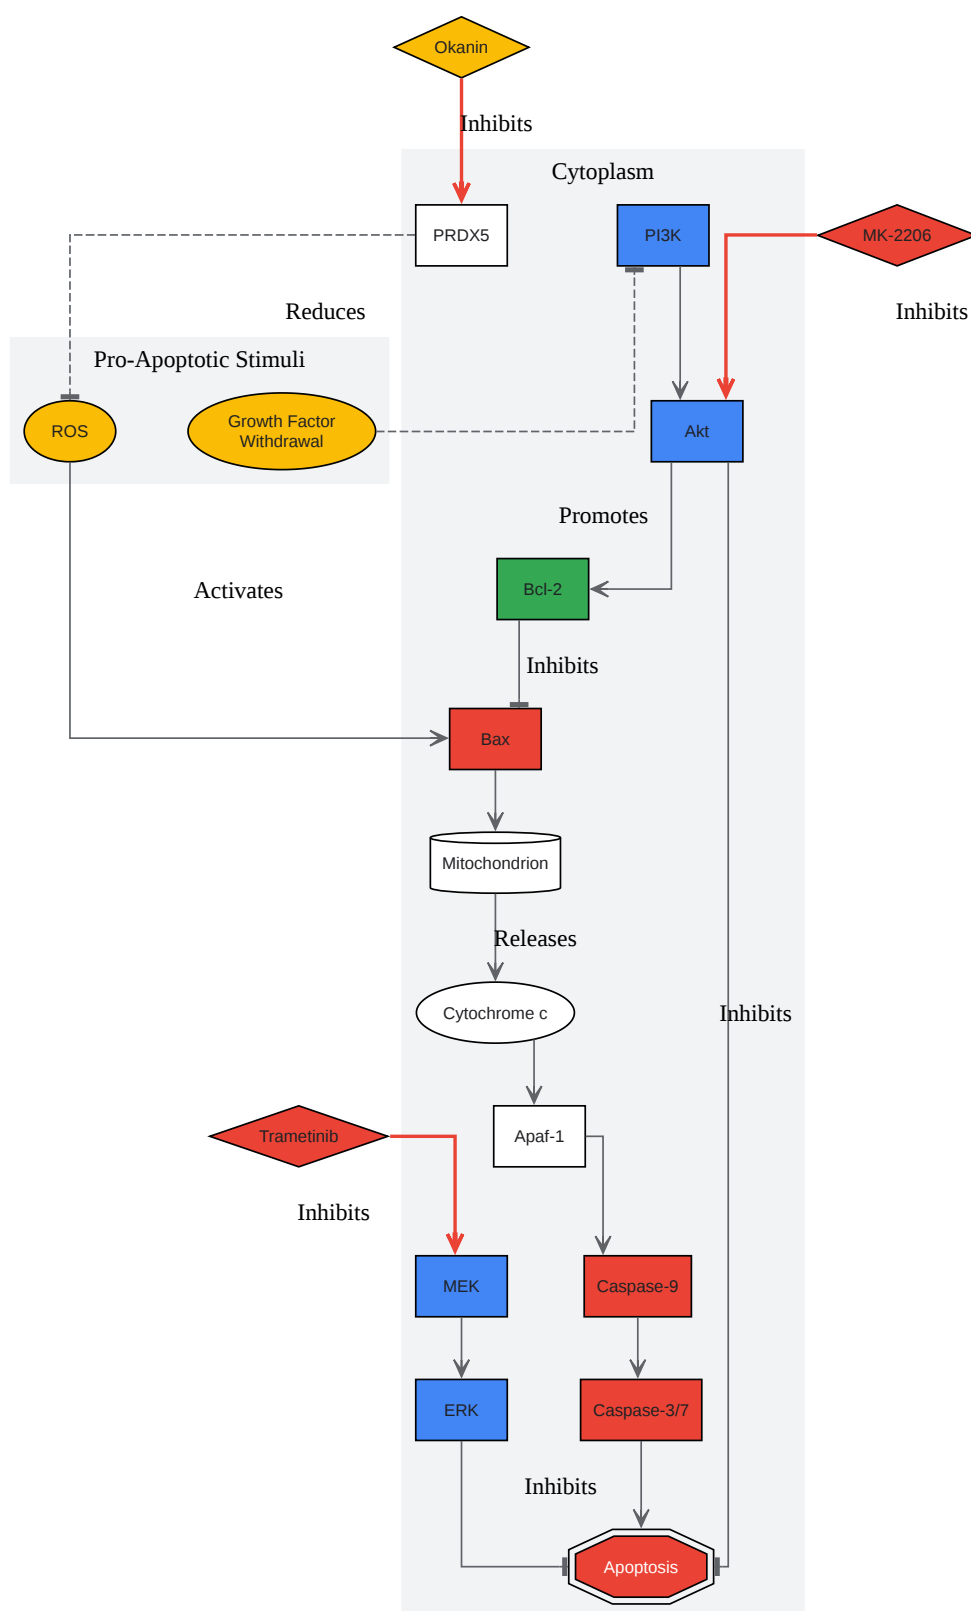 Okanin
Inhibits
Cytoplasm
PRDX5
PI3K
MK-2206
Reduces
Inhibits
Pro-Apoptotic Stimuli
ROS
Growth Factor
Withdrawal
Akt
Promotes
Activates
Bcl-2
Inhibits
Bax
Mitochondrion
Releases
Cytochrome c
Inhibits
Trametinib
Apaf-1
Inhibits
MEK
Caspase-9
ERK
Caspase-3/7
Inhibits
Apoptosis